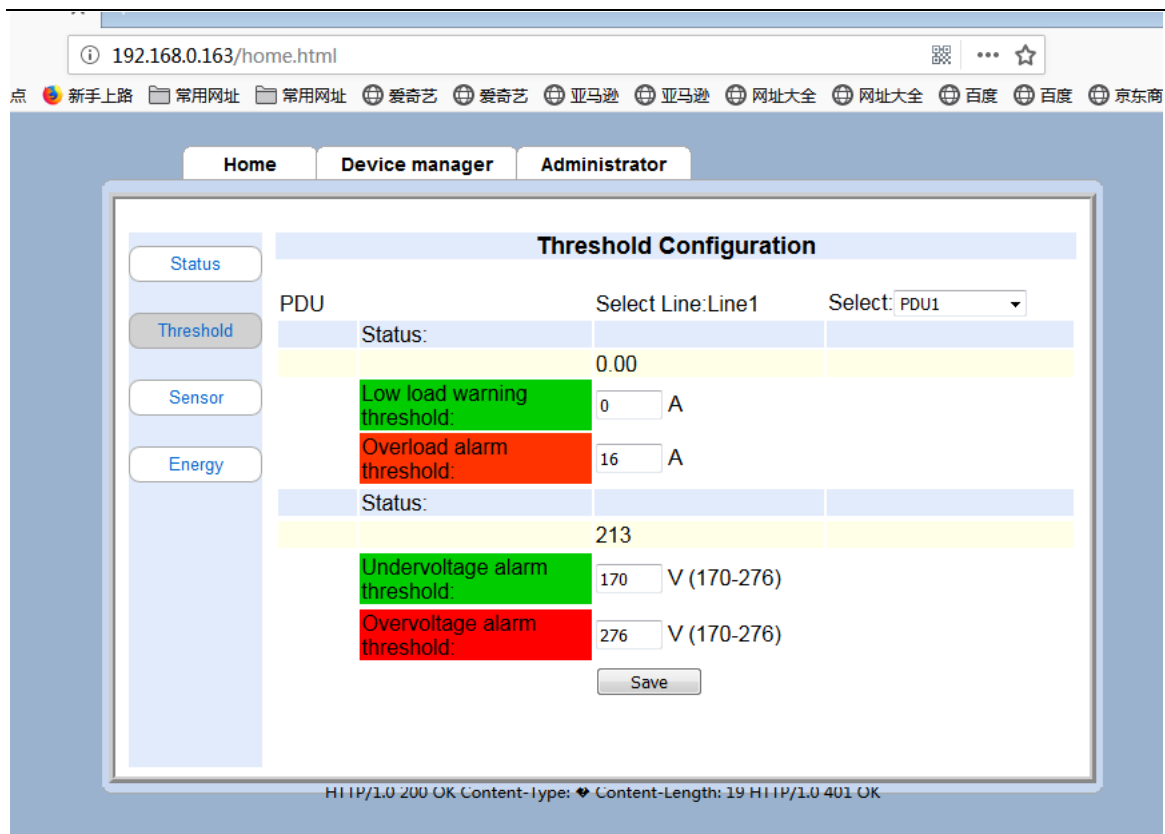 192.168.0.163/home.html
点 新手上路 常用网址 常用网址 爱奇艺 爱奇艺 亚马逊 亚马逊 网址大全 网址大全 百度 百度 京东商
Home Device manager Administrator
Threshold Configuration
Status
PDU Select Line:Line1 Select: PDU1
Threshold
Status:
0.00
Sensor
Low load warning
threshold:
0 A
Energy
Overload alarm
threshold:
16 A
Status:
213
Undervoltage alarm
threshold:
170 V (170-276)
Overvoltage alarm
threshold:
276 V (170-276)
Save
HTTP/1.0 200 OK Content-Type: � Content-Length: 19 HTTP/1.0 401 OK